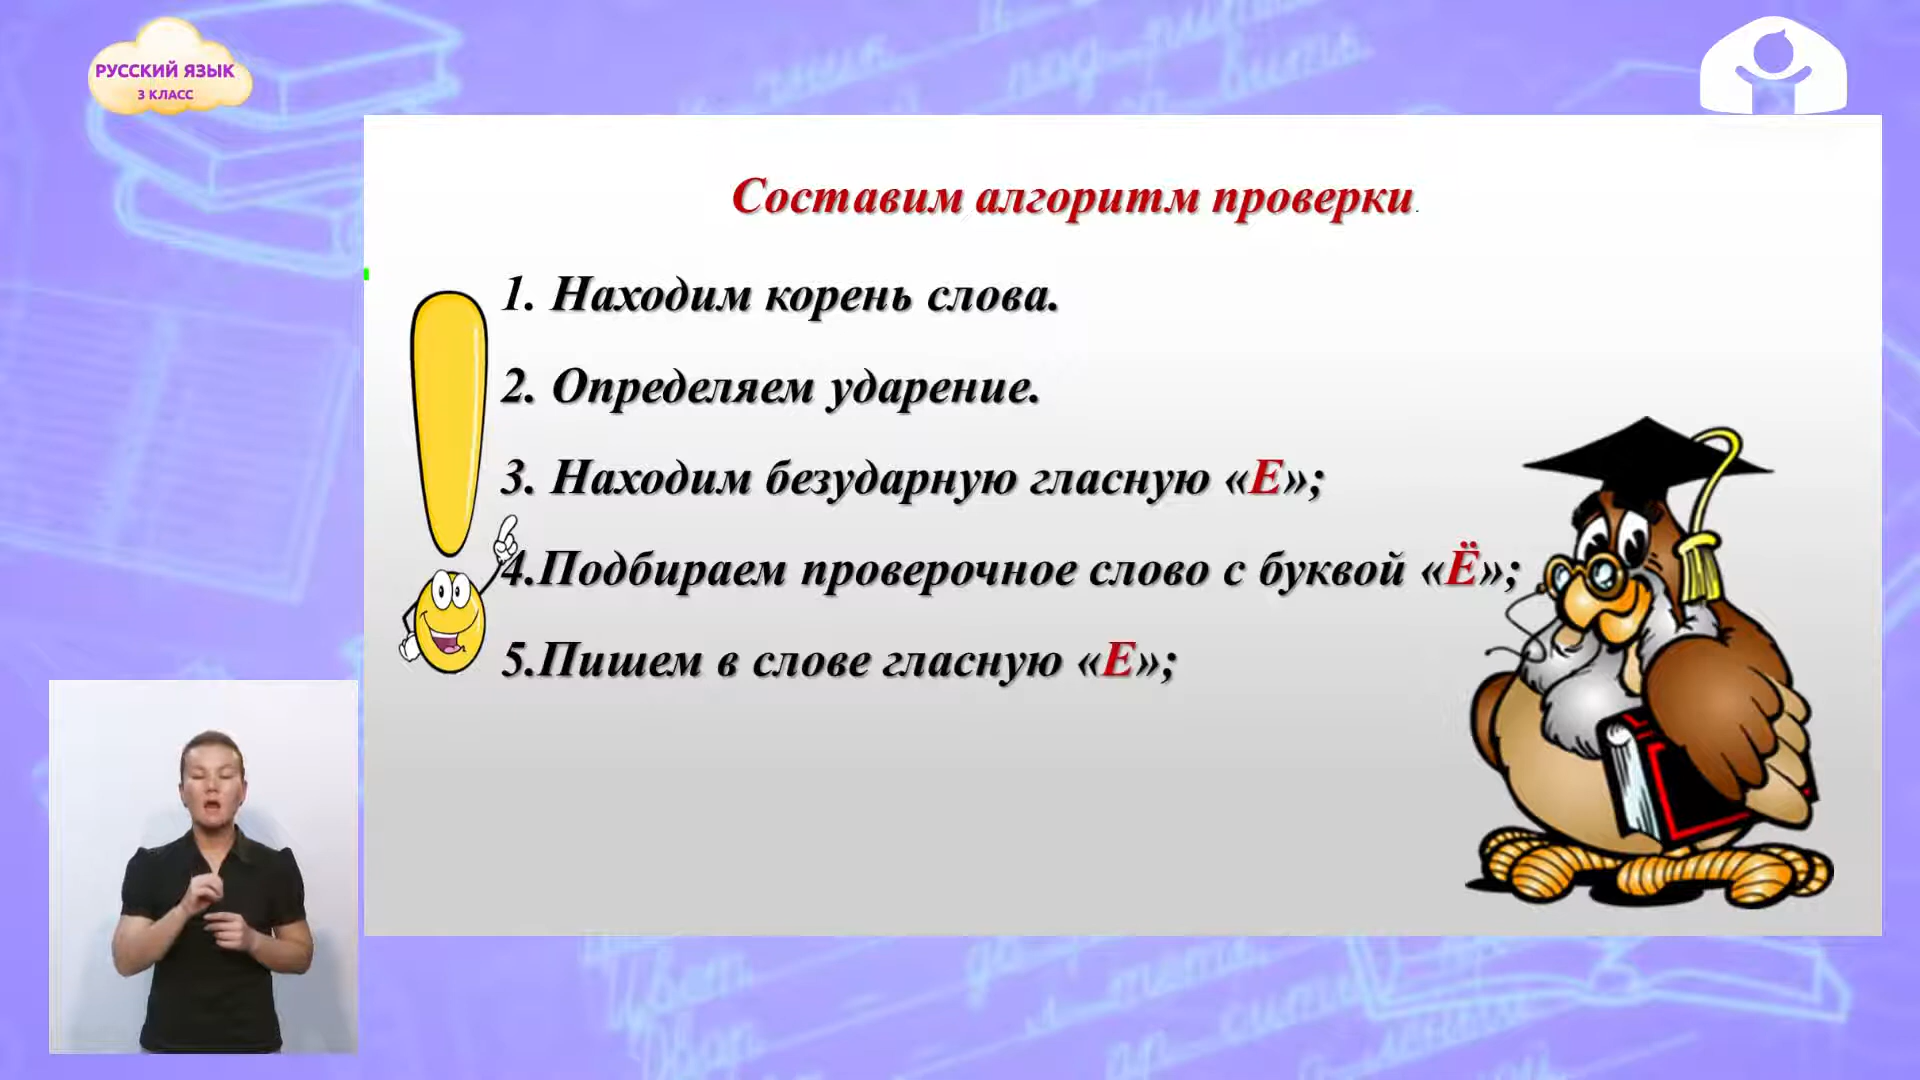 РУССКИЙ ЯЗЫК
3 КЛАСС
Составим алгоритм проверки.
1. Находим корень слова.
2. Определяем ударение.
3. Находим безударную гласную «Е»;
4.Подбираем проверочное слово с буквой «Ё»;
5.Пишем в слове гласную «Е»;
Цвет